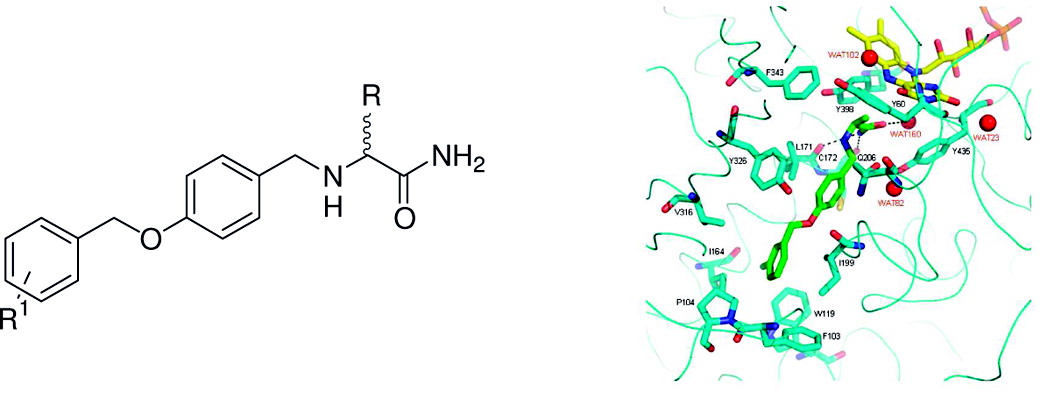 R
NH2
N
H
O
O
R1
WAT102
F343
Y398
Y60
WAT160
WAT23
Y326
L171
C172
Q206
Y435
WAT82
V316
I164
I199
P104
W119
F103